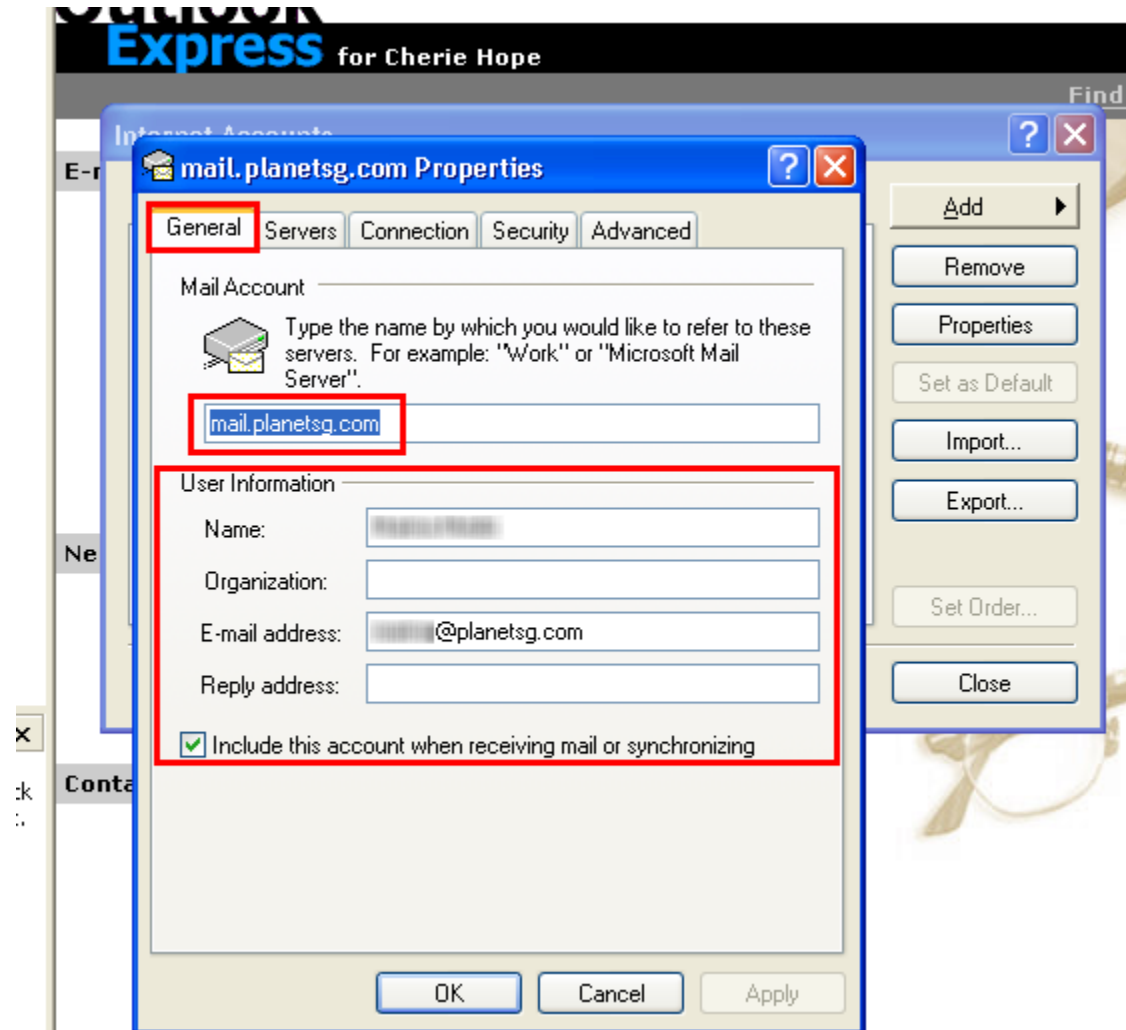 Outlook
Express for Cherie Hope
Find
Internet Accounts
mail.planetsg.com Properties
General Servers Connection Security Advanced
Mail Account
Type the name by which you would like to refer to these
servers. For example: "Work" or "Microsoft Mail
Server".
mail.planetsg.com
User Information
Name:
Organization:
E-mail address: @planetsg.com
Reply address:
Include this account when receiving mail or synchronizing
OK Cancel Apply
Add
Remove
Properties
Set as Default
Import...
Export...
Set Order...
Close
E-
Ne
Conta
ck